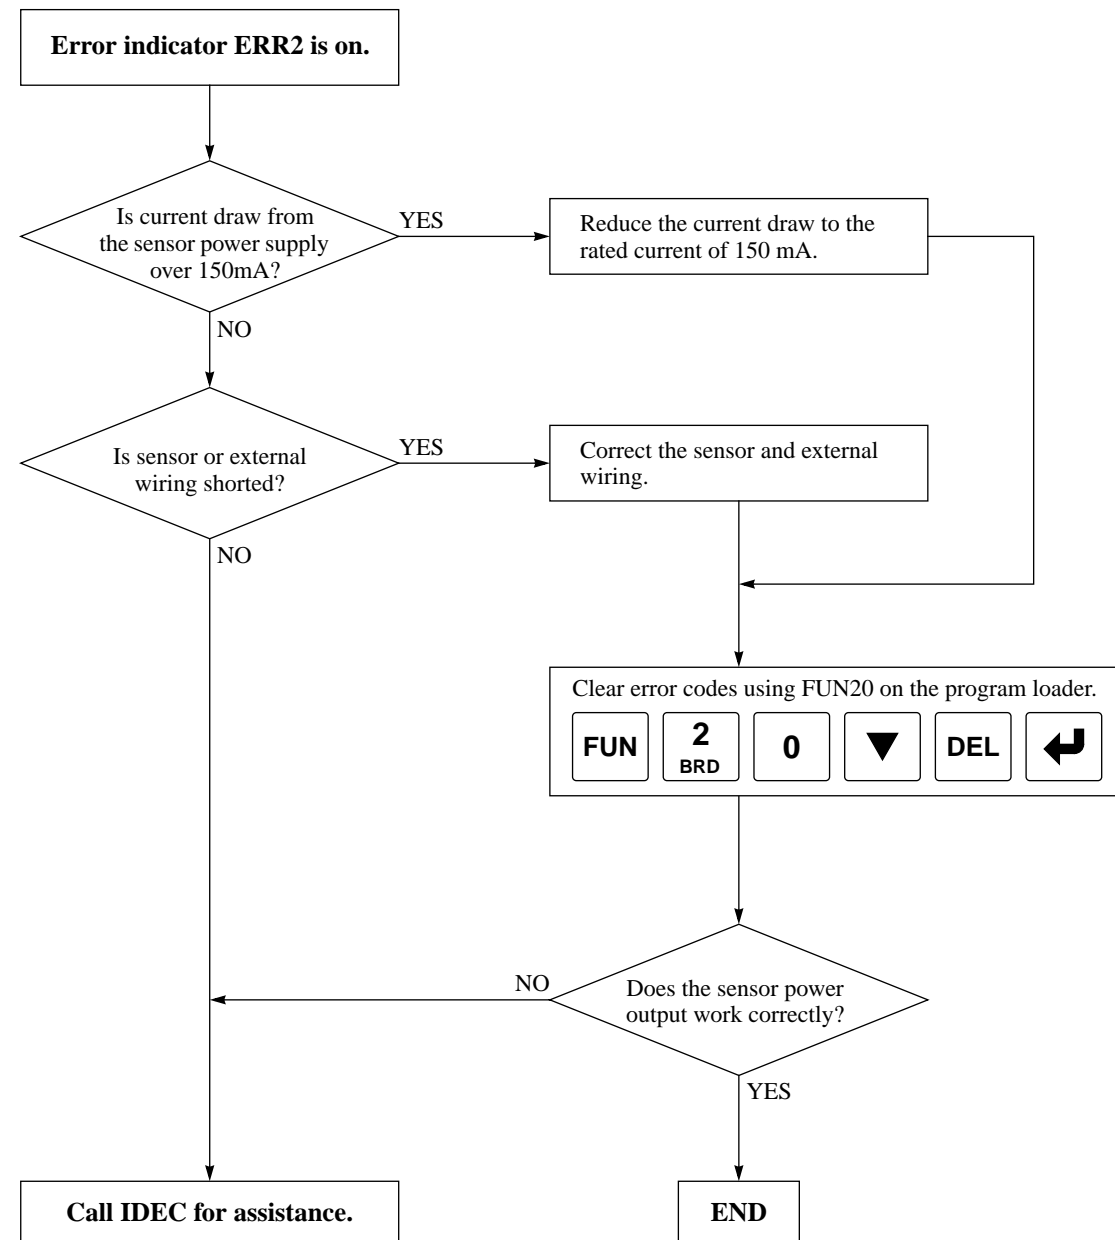 Error indicator ERR2 is on.
Is current draw from
the sensor power supply
over 150mA?
YES
Reduce the current draw to the
rated current of 150 mA.
NO
Is sensor or external
wiring shorted?
YES
Correct the sensor and external
wiring.
NO
Clear error codes using FUN20 on the program loader.
FUN 2 0 ▼ DEL
BRD
NO
Does the sensor power
output work correctly?
YES
Call IDEC for assistance.
END